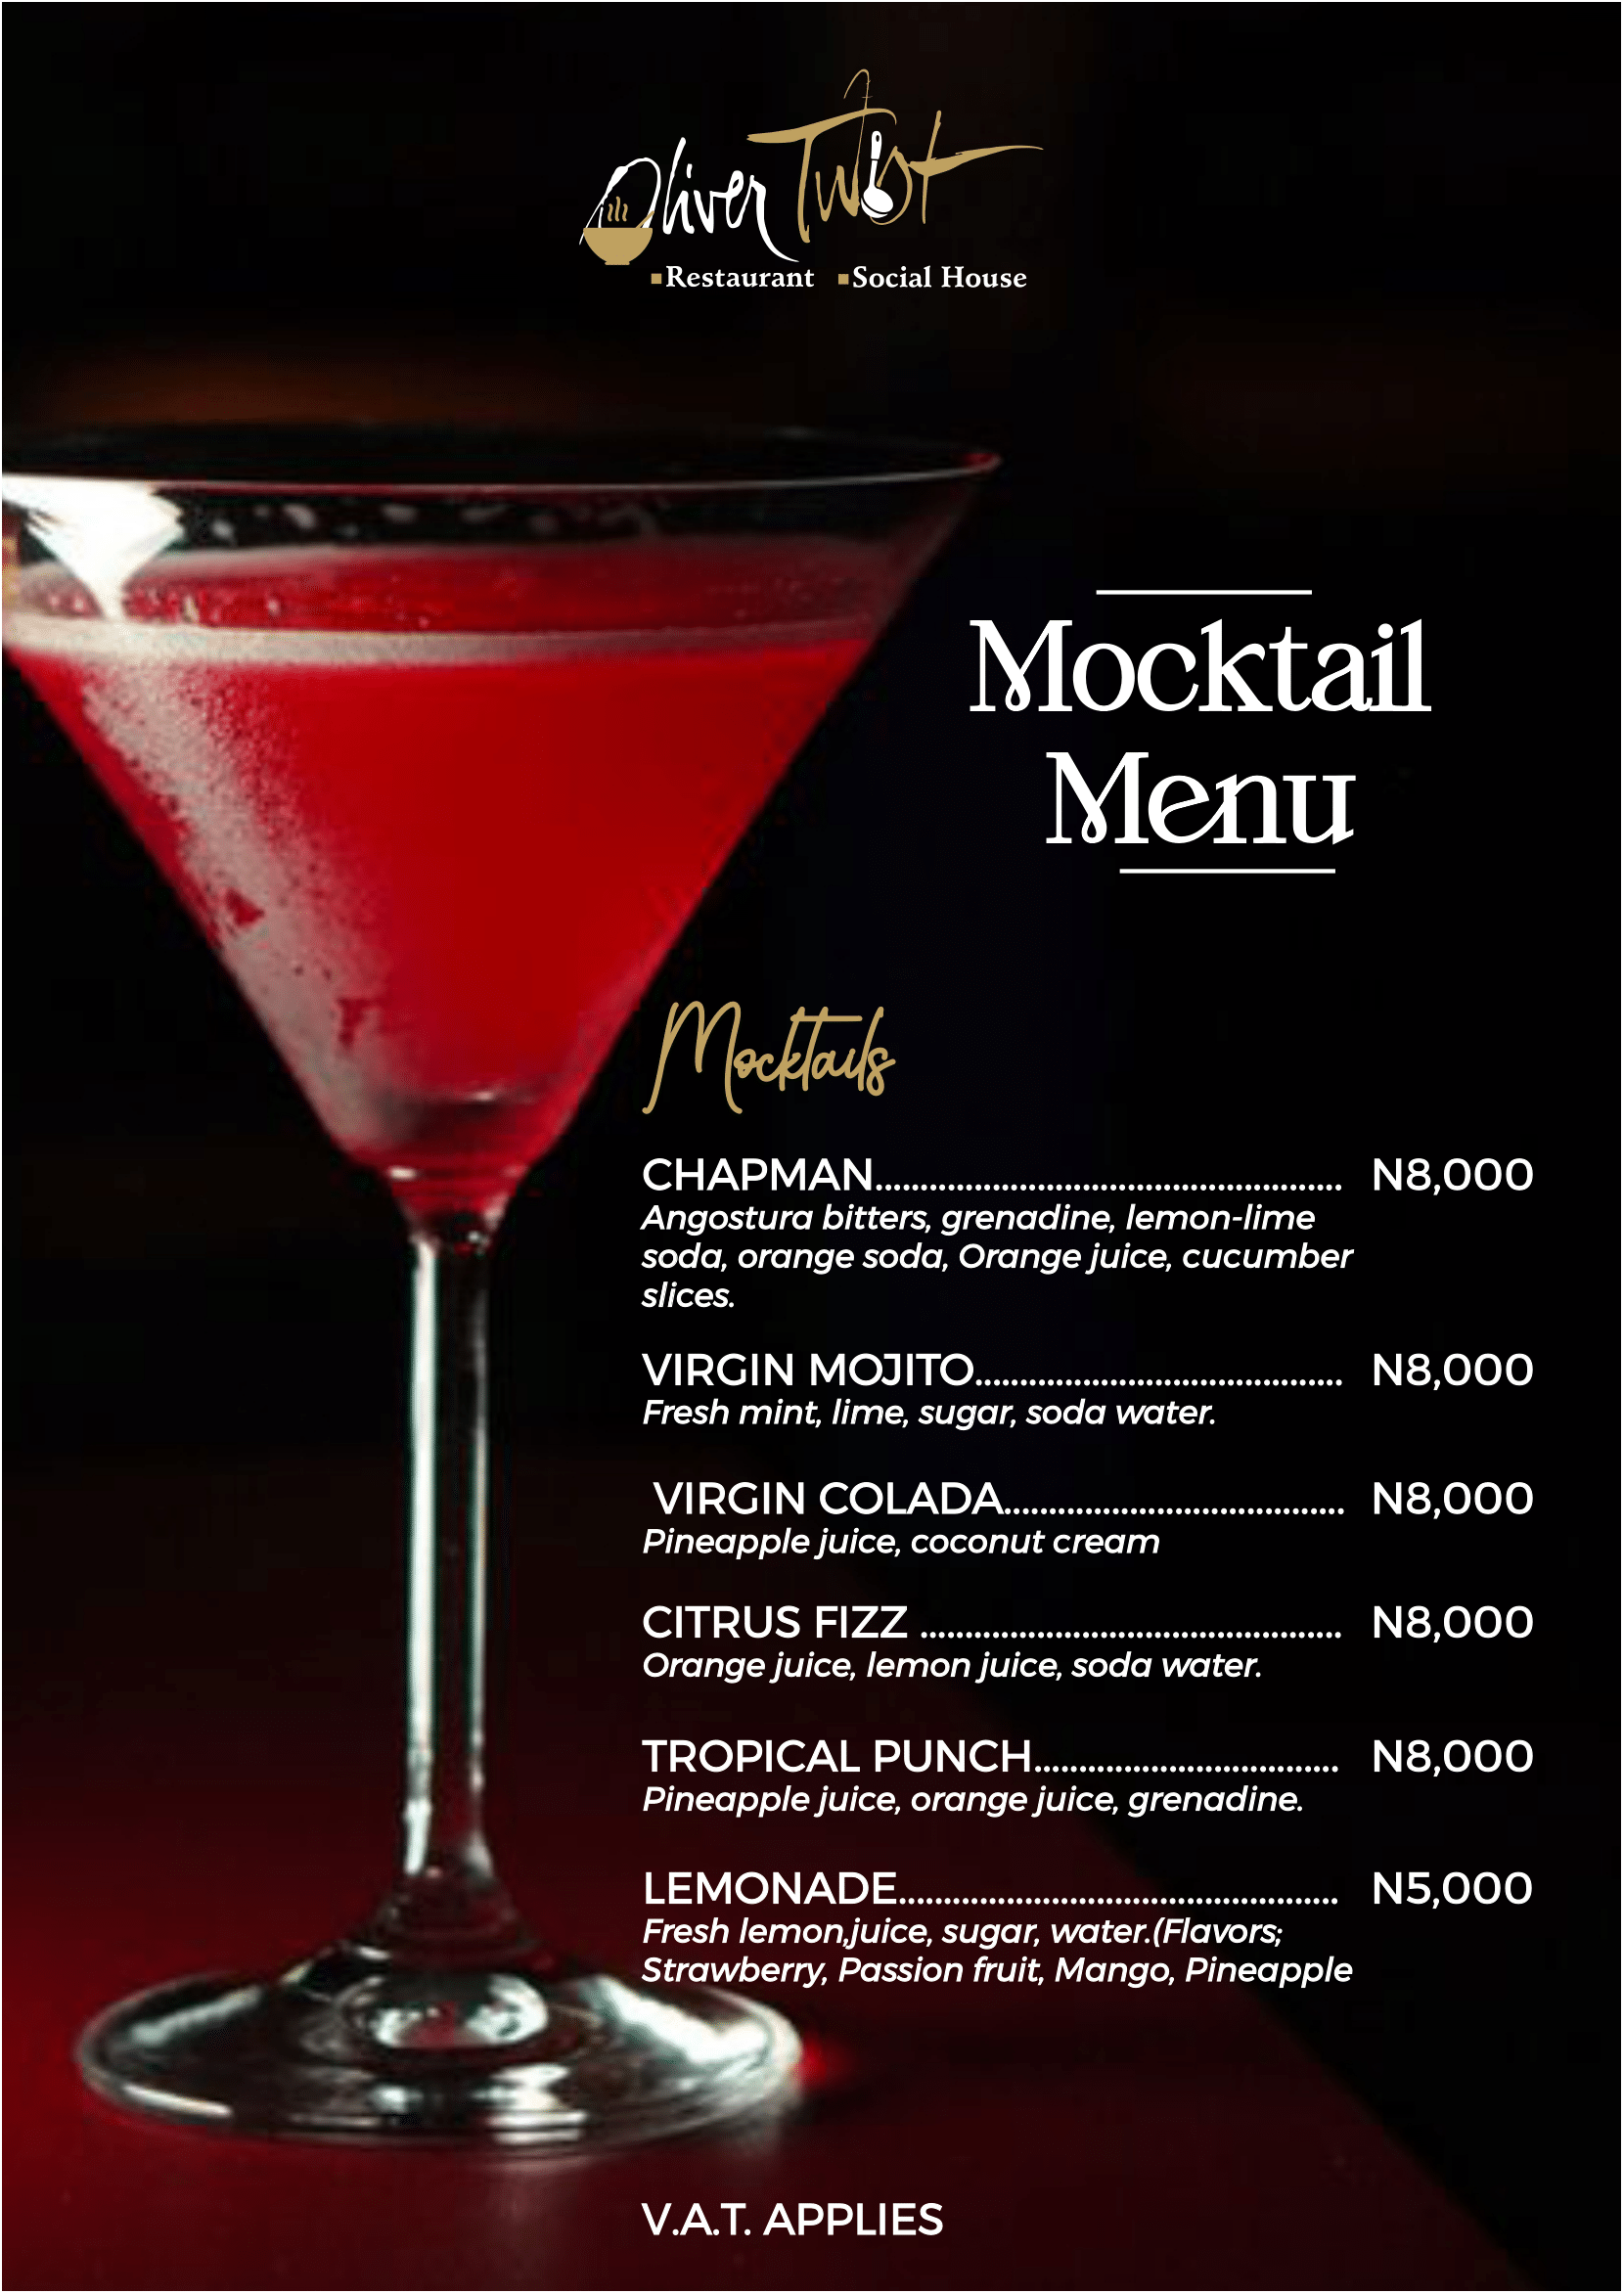 Oliver Twist
Restaurant Social House
Mocktail
Menu
Mocktails
CHAPMAN.................................................... N8,000
Angostura bitters, grenadine, lemon-lime
soda, orange soda, Orange juice, cucumber
slices.
VIRGIN MOJITO......................................... N8,000
Fresh mint, lime, sugar, soda water.
VIRGIN COLADA...................................... N8,000
Pineapple juice, coconut cream
CITRUS FIZZ ............................................... N8,000
Orange juice, lemon juice, soda water.
TROPICAL PUNCH.................................. N8,000
Pineapple juice, orange juice, grenadine.
LEMONADE................................................. N5,000
Fresh lemon,juice, sugar, water.(Flavors;
Strawberry, Passion fruit, Mango, Pineapple
V.A.T. APPLIES